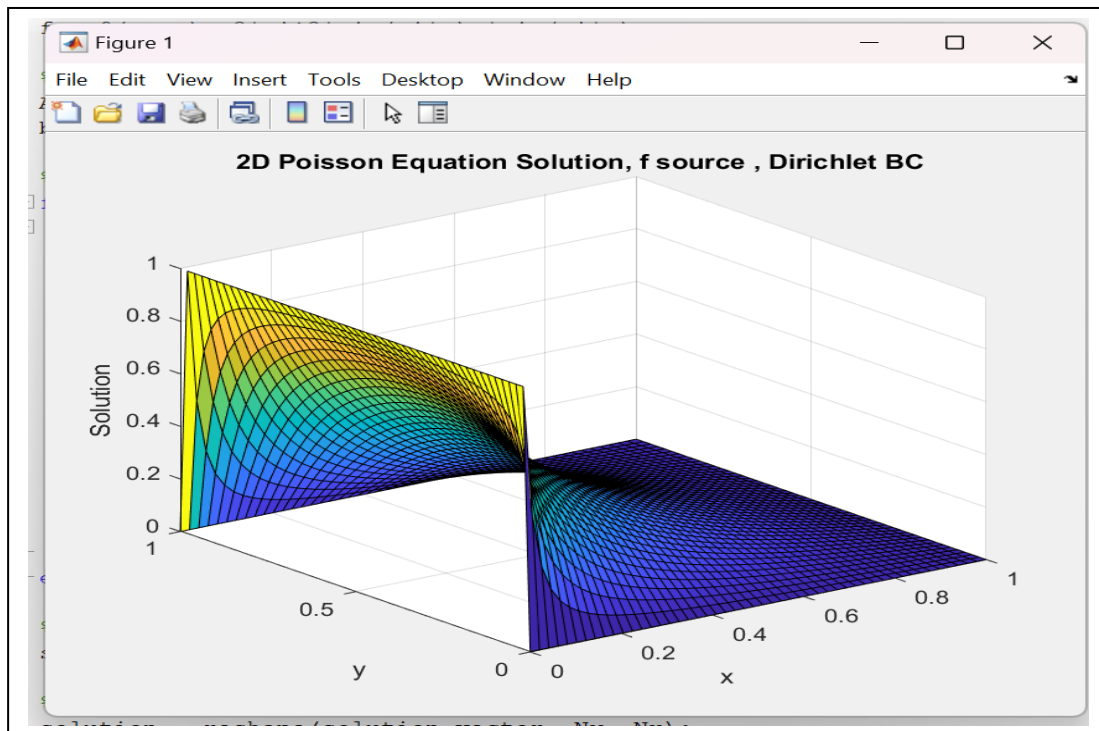 Figure 1
File Edit View Insert Tools Desktop Window Help
2D Poisson Equation Solution, f source , Dirichlet BC
1
0.8
0.6
0.4
0.2
0
Solution
1
0.5
0
y
0
0.2
0.4
0.6
0.8
1
x